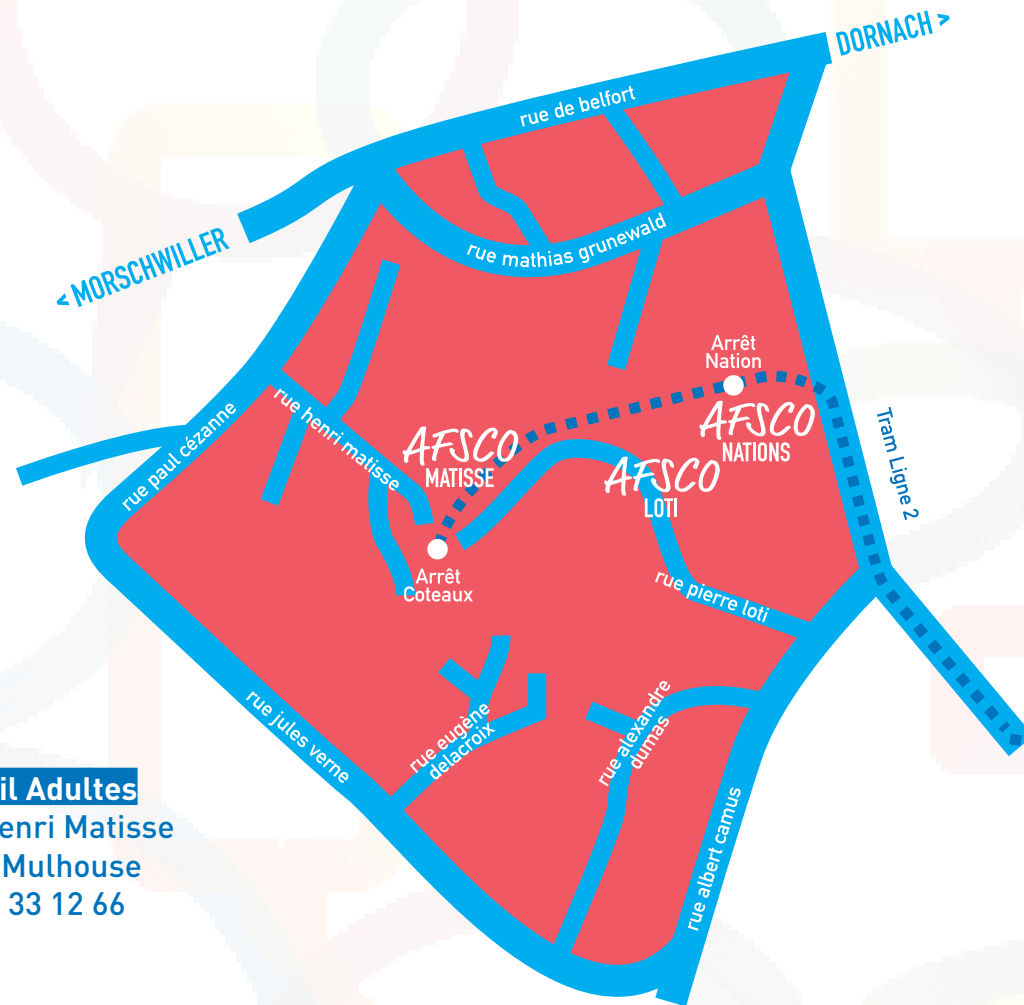 DORNACH >
rue de belfort
< MORSCHWILLER
rue mathias grunewald
Arrêt
Nation
AFSCO
NATIONS
Tram Ligne 2
rue paul cézanne
rue henri matisse
AFSCO
MATISSE
AFSCO
LOTI
Arrêt
Coteaux
rue pierre loti
rue jules verne
rue eugène
delacroix
rue alexandre
dumas
rue albert camus
il Adultes
enri Matisse
Mulhouse
33 12 66